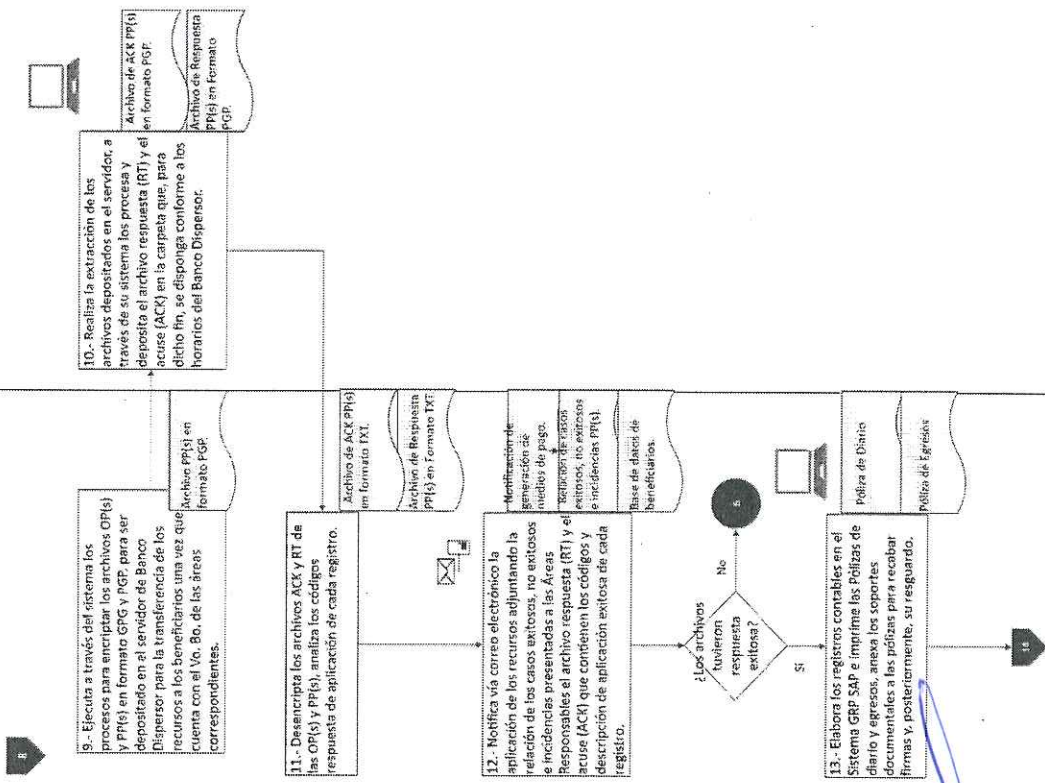 9.- Ejecuta a través del sistema los
procesos para encriptar los archivos OP(s)
y PP(s) en formato GPG y PGP, para ser
depositado en el servidor de Banco
Dispersor para la transferencia de los
recursos a los beneficiarios una vez que
cuenta con el Vo. Bo. de las áreas
correspondientes.
Archivo PP(s) en
formato PGP.
10.- Realiza la extracción de los
archivos depositados en el servidor, a
través de su sistema los procesa y
deposita el archivo respuesta (RT) y el
acuse (ACK) en la carpeta que, para
dicho fin, se disponga conforme a los
horarios del Banco Dispersor.
Archivo de ACK PP(s)
en formato PGP.
Archivo de Respuesta
PP(s) en Formato
PGP.
11.- Desencripta los archivos ACK y RT de
las OP(s) y PP(s), analiza los códigos
respuesta de aplicación de cada registro.
Archivo de ACK PP(s)
en formato TXT.
Archivo de Respuesta
PP(s) en Formato TXT.
12.- Notifica vía correo electrónico la
aplicación de los recursos adjuntando la
relación de los casos exitosos, no exitosos
e incidencias presentadas a las Áreas
Responsables el archivo respuesta (RT) y el
acuse (ACK) que contienen los códigos y
descripción de aplicación exitosa de cada
registro.
Notificación de
generación de
medios de pago.
Relación de casos
exitosos, no exitosos
e incidencias PP(s).
Base de datos de
beneficiarios.
¿Los archivos
tuvieron
respuesta
exitosa?
No
Si
13.- Elabora los registros contables en el
Sistema GRP SAP e imprime las Pólizas de
diario y egresos, anexa los soportes
documentales a las pólizas para recabar
firmas y, posteriormente, su resguardo.
Póliza de Diario
Póliza de Egresos